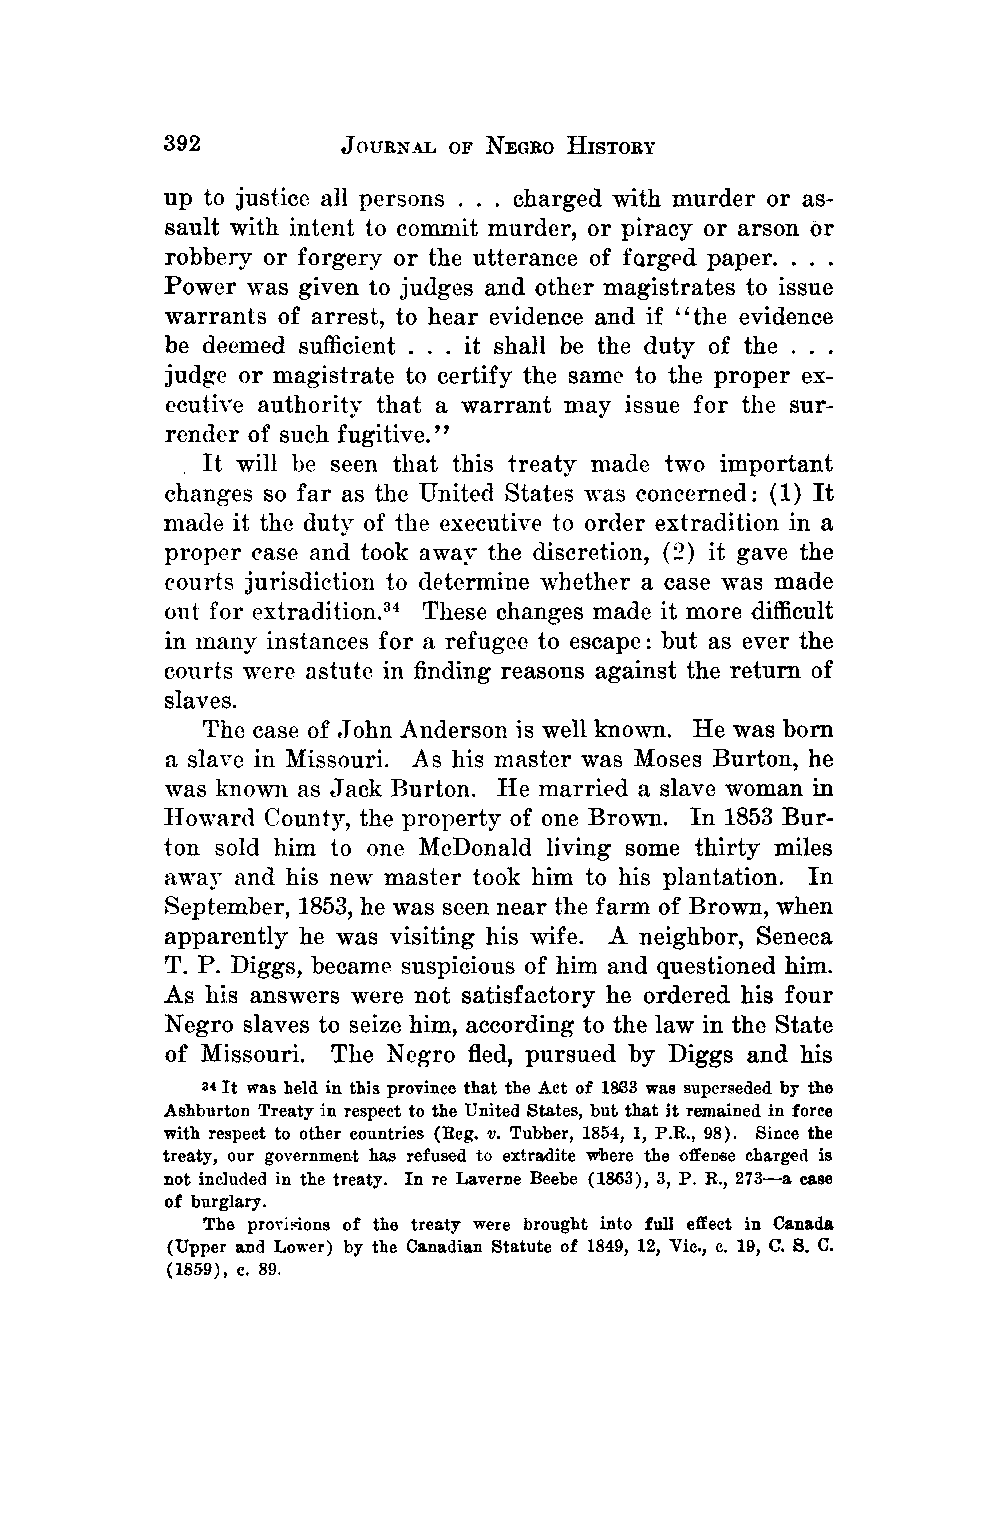 392 JOURNAL OF NEGRO HISTORY
up to justice all persons . . . charged with murder or as-
sault with intent to commit murder, or piracy or arson or
robbery or forgery or the utterance of forged paper. . . .
Power was given to judges and other magistrates to issue
warrants of arrest, to hear evidence and if “the evidence
be deemed sufficient . . . it shall be the duty of the . . .
judge or magistrate to certify the same to the proper ex-
ecutive authority that a warrant may issue for the sur-
render of such fugitive.”
It will be seen that this treaty made two important
changes so far as the United States was concerned: (1) It
made it the duty of the executive to order extradition in a
proper case and took away the discretion, (2) it gave the
courts jurisdiction to determine whether a case was made
out for extradition.34 These changes made it more difficult
in many instances for a refugee to escape: but as ever the
courts were astute in finding reasons against the return of
slaves.
The case of John Anderson is well known. He was born
a slave in Missouri. As his master was Moses Burton, he
was known as Jack Burton. He married a slave woman in
Howard County, the property of one Brown. In 1853 Bur-
ton sold him to one McDonald living some thirty miles
away and his new master took him to his plantation. In
September, 1853, he was seen near the farm of Brown, when
apparently he was visiting his wife. A neighbor, Seneca
T. P. Diggs, became suspicious of him and questioned him.
As his answers were not satisfactory he ordered his four
Negro slaves to seize him, according to the law in the State
of Missouri. The Negro fled, pursued by Diggs and his
34 It was held in this province that the Act of 1833 was superseded by the
Ashburton Treaty in respect to the United States, but that it remained in force
with respect to other countries (Reg. v. Tubber, 1854, 1, P.R., 98). Since the
treaty, our government has refused to extradite where the offense charged is
not included in the treaty. In re Laverne Beebe (1863), 3, P. R., 273—a case
of burglary.
The provisions of the treaty were brought into full effect in Canada
(Upper and Lower) by the Canadian Statute of 1849, 12, Vic., c. 19, C. S. C.
(1859), c. 89.